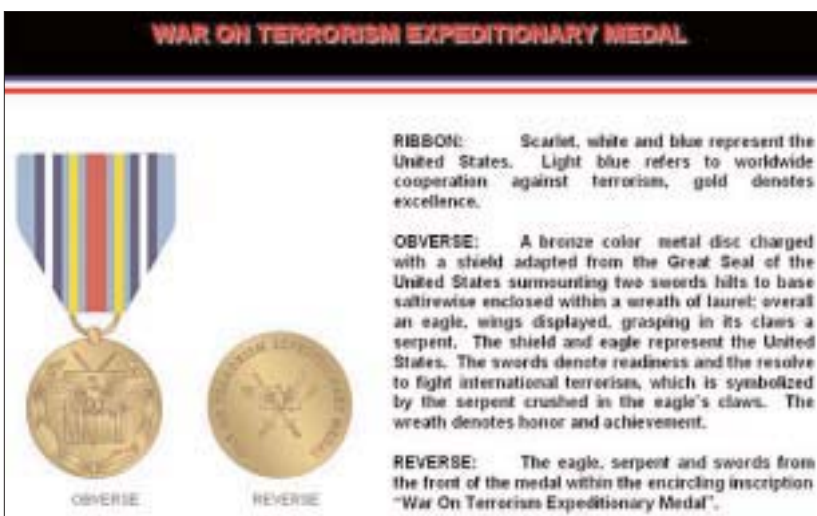 WAR ON TERRORISM EXPEDITIONARY MEDAL
RIBBON: Scarlet, white and blue represent the
United States. Light blue refers to worldwide
cooperation against terrorism, gold denotes
excellence.
OBVERSE: A bronze color metal disc charged
with a shield adapted from the Great Seal of the
United States surmounting two swords hilts to base
saltirewise enclosed within a wreath of laurel; overall
an eagle, wings displayed, grasping in its claws a
serpent. The shield and eagle represent the United
States. The swords denote readiness and the resolve
to fight international terrorism, which is symbolized
by the serpent crushed in the eagle's claws. The
wreath denotes honor and achievement.
REVERSE: The eagle, serpent and swords from
the front of the medal within the encircling inscription
"War On Terrorism Expeditionary Medal".
WAR ON TERRORISM EXPEDITIONARY MEDAL
OBVERSE
REVERSE